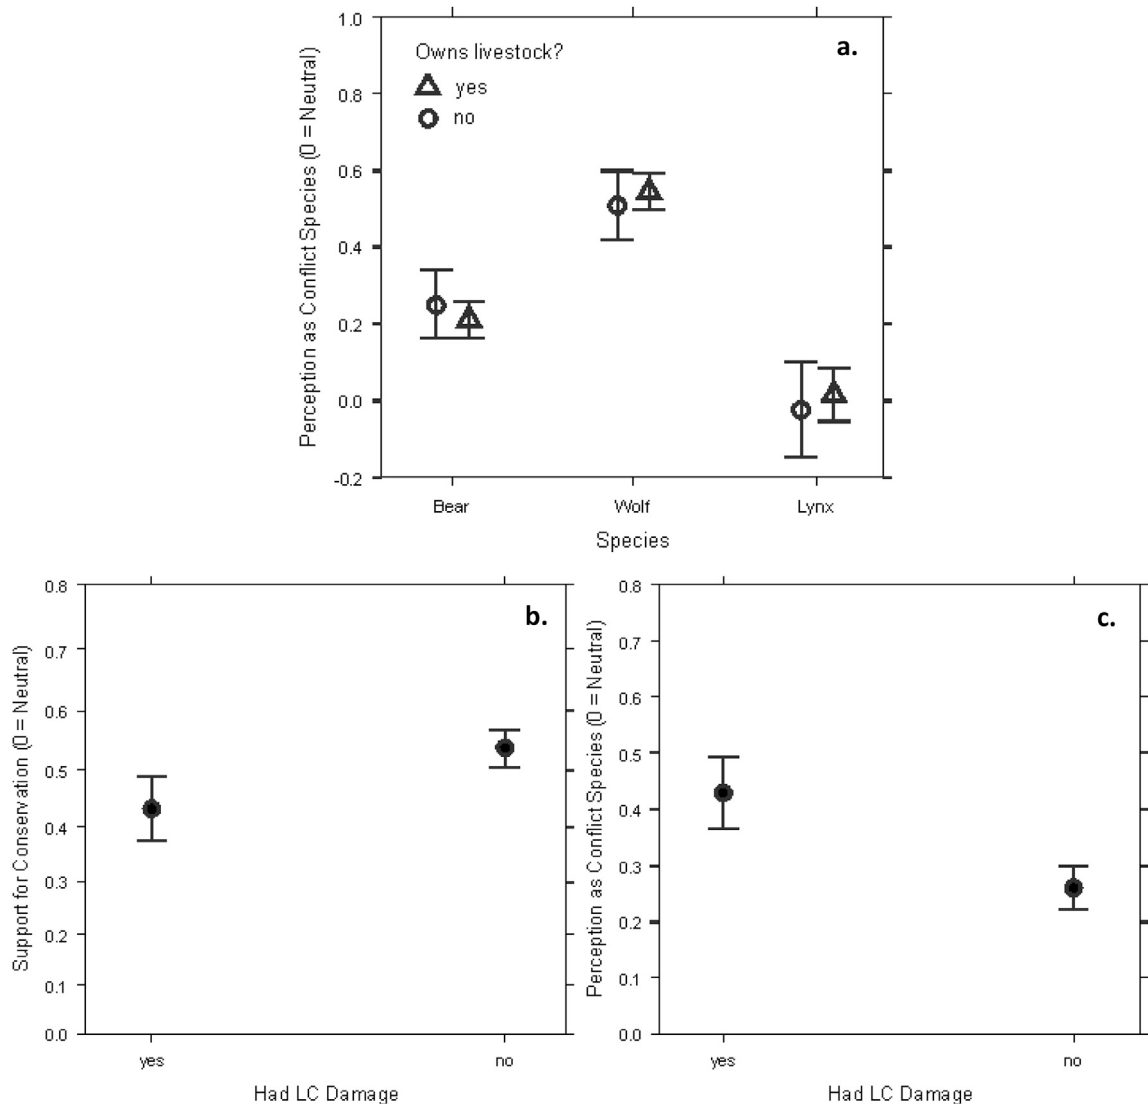 a.
Owns livestock?
yes
no
Perception as Conflict Species (0 = Neutral)
1.0
0.8
0.6
0.4
0.2
0.0
-0.2
Bear Wolf Lynx
Species
b.
Support for Conservation (0 = Neutral)
0.8
0.7
0.6
0.5
0.4
0.3
0.2
0.1
0.0
yes no
Had LC Damage
c.
Perception as Conflict Species (0 = Neutral)
0.8
0.7
0.6
0.5
0.4
0.3
0.2
0.1
0.0
yes no
Had LC Damage